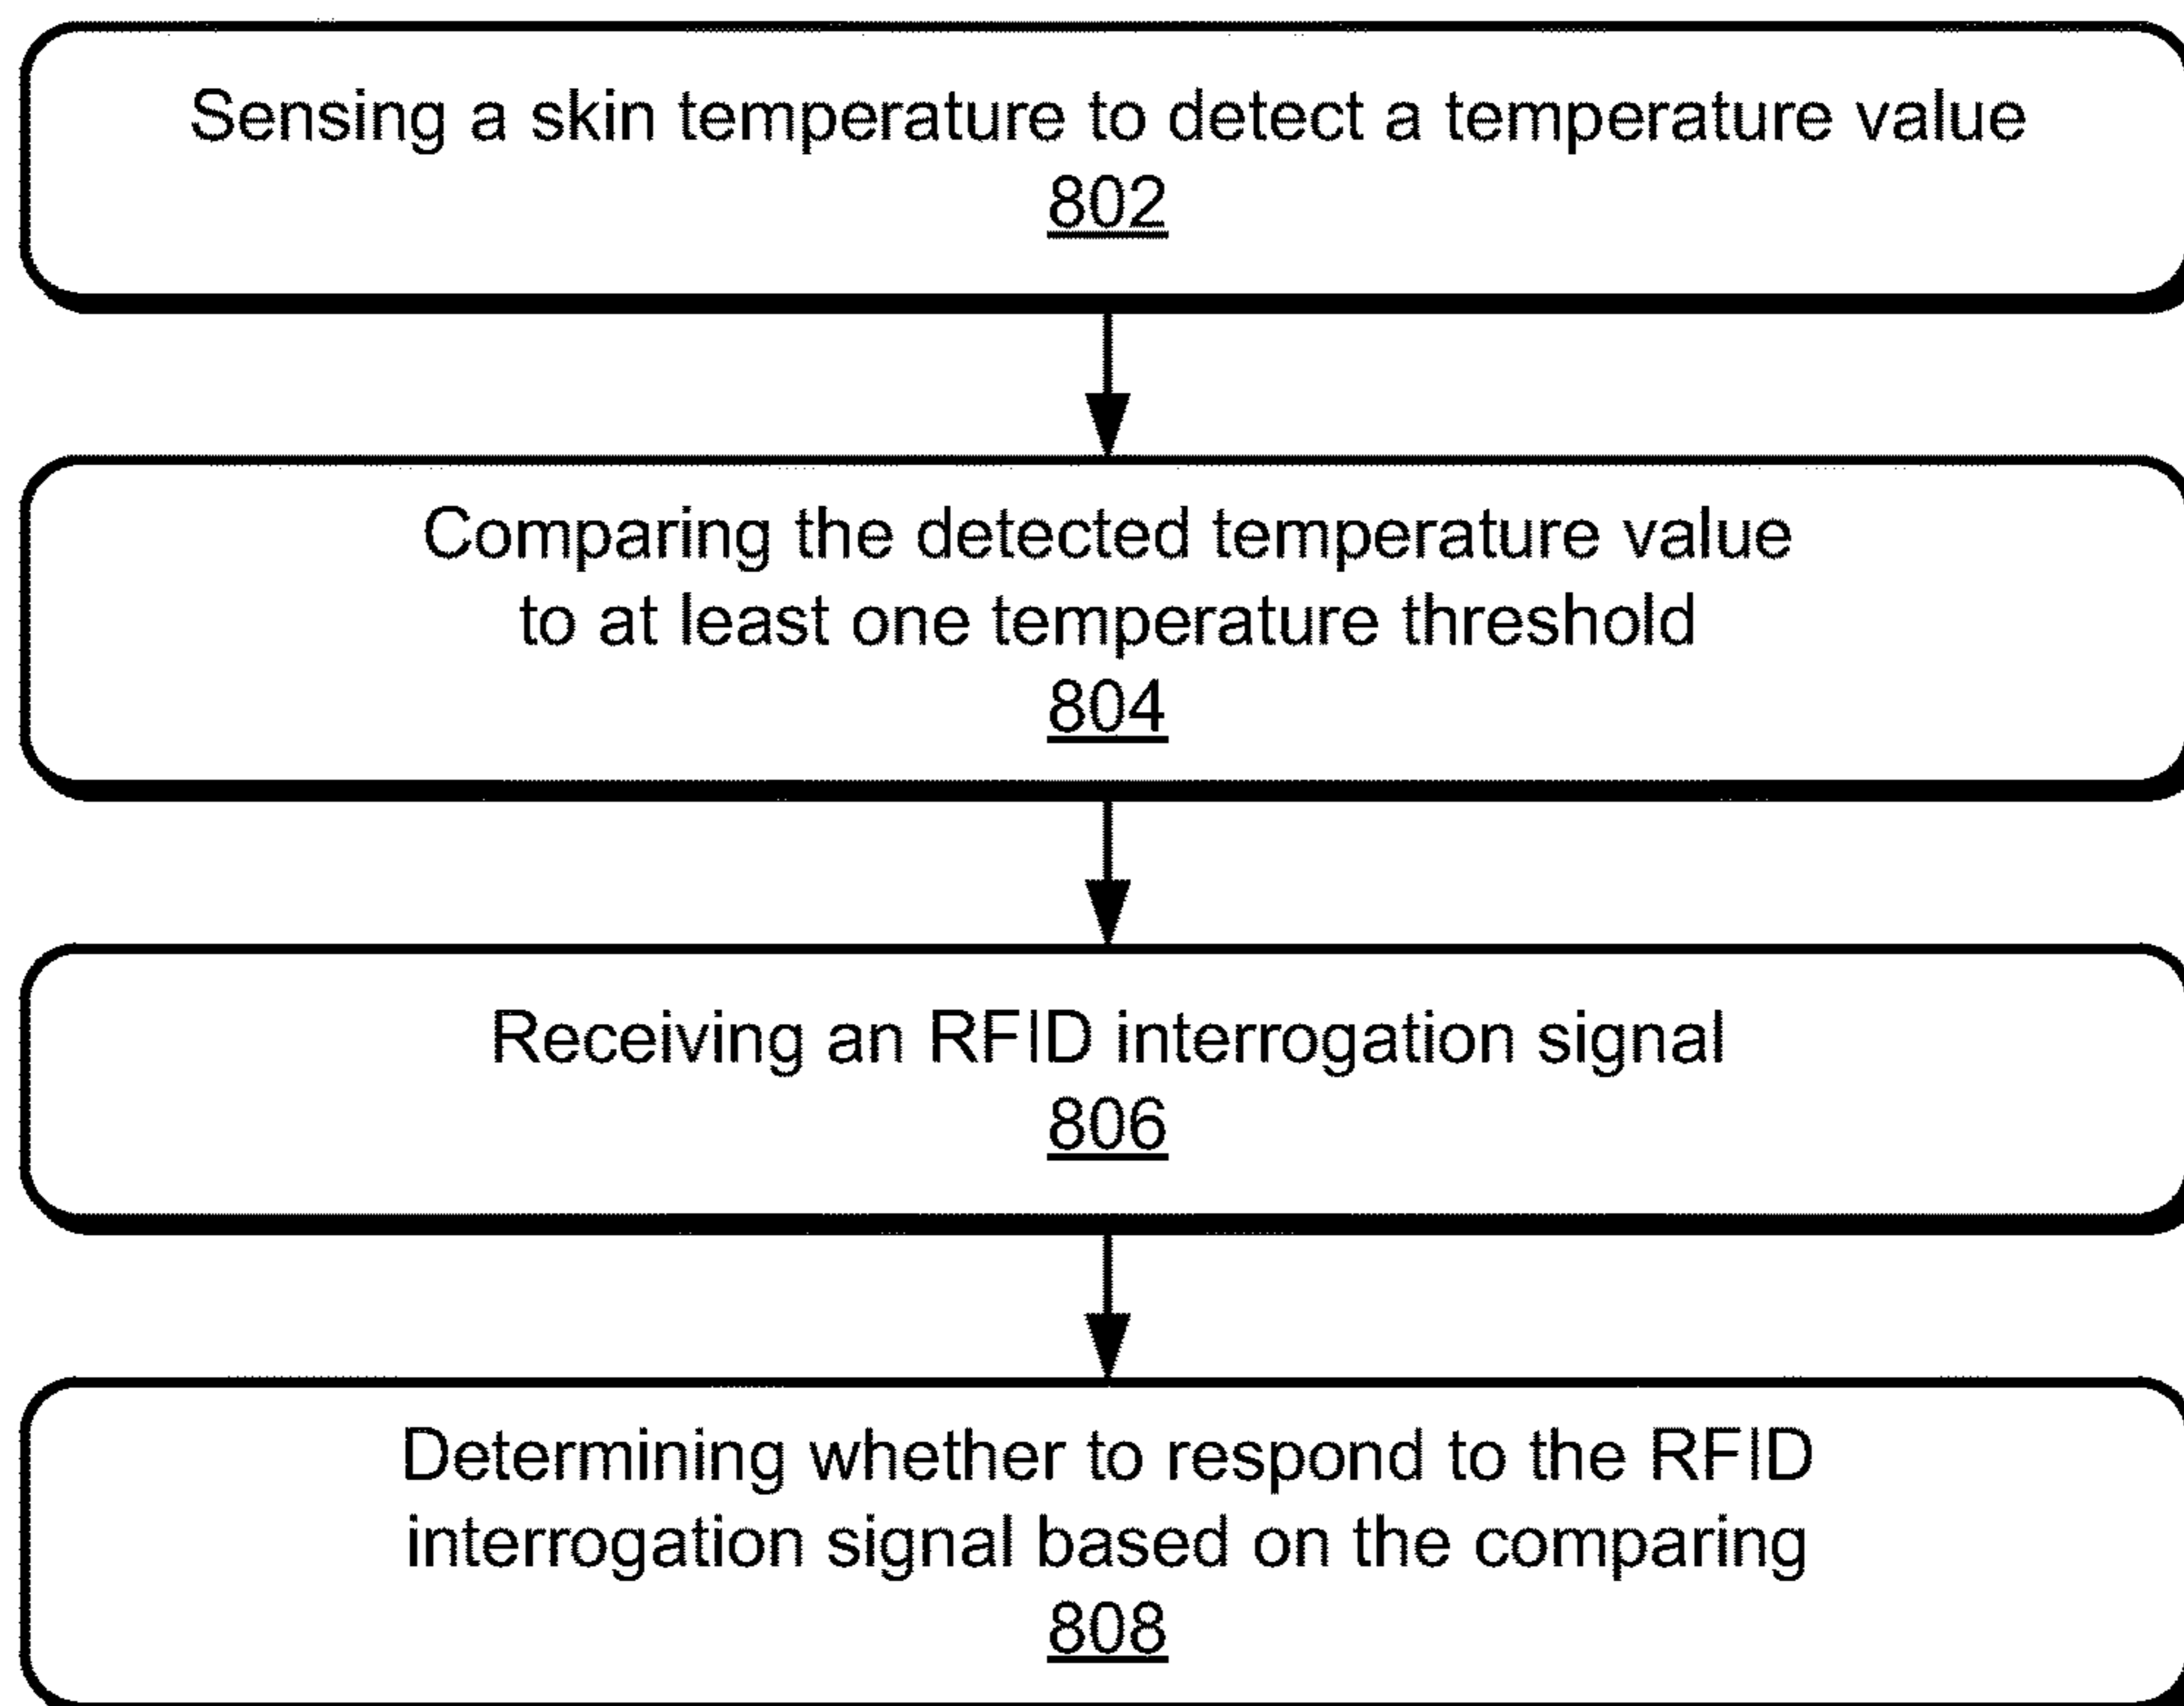 Sensing a skin temperature to detect a temperature value
802
Comparing the detected temperature value
to at least one temperature threshold
804
Receiving an RFID interrogation signal
806
Determining whether to respond to the RFID
interrogation signal based on the comparing
808